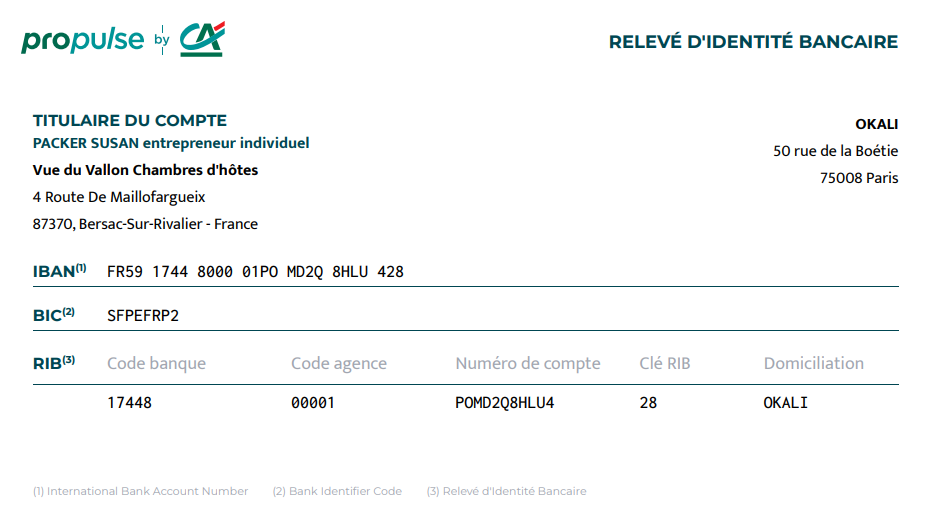 propulse by CA
RELEVÉ D'IDENTITÉ BANCAIRE
TITULAIRE DU COMPTE
PACKER SUSAN entrepreneur individuel
Vue du Vallon Chambres d'hôtes
4 Route De Maillofargueix
87370, Bersac-Sur-Rivalier - France
OKALI
50 rue de la Boétie
75008 Paris
IBAN(1) FR59 1744 8000 01PO MD2Q 8HLU 428
BIC(2) SFPEFRP2
RIB(3) Code banque Code agence Numéro de compte Clé RIB Domiciliation
17448 00001 POMD2Q8HLU4 28 OKALI
(1) International Bank Account Number (2) Bank Identifier Code (3) Relevé d'Identité Bancaire